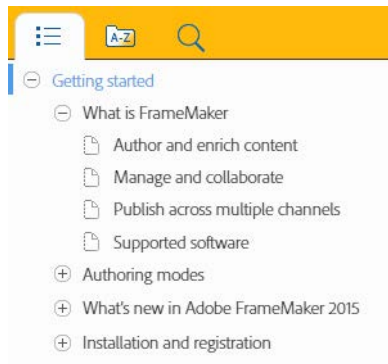 A-Z
Getting started
What is FrameMaker
Author and enrich content
Manage and collaborate
Publish across multiple channels
Supported software
Authoring modes
What's new in Adobe FrameMaker 2015
Installation and registration